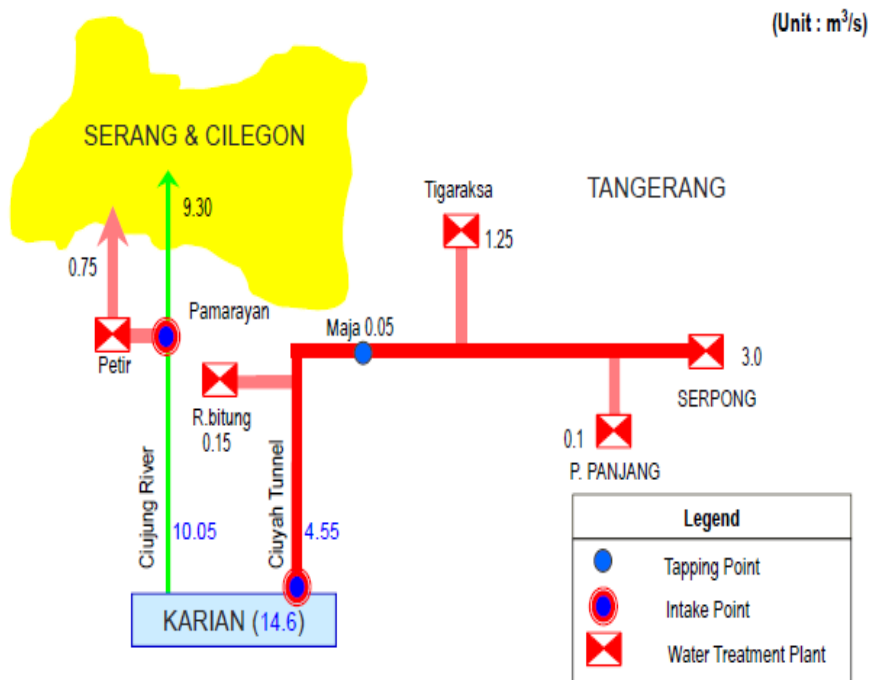 (Unit : m³/s)
SERANG & CILEGON
9.30
0.75
Pamarayan
Petir
Tigaraksa
1.25
TANGERANG
Maja 0.05
3.0
SERPONG
R.bitung
0.15
0.1
P. PANJANG
Ciujung River
10.05
Ciuyah Tunnel
4.55
KARIAN (14.6)
Legend
Tapping Point
Intake Point
Water Treatment Plant